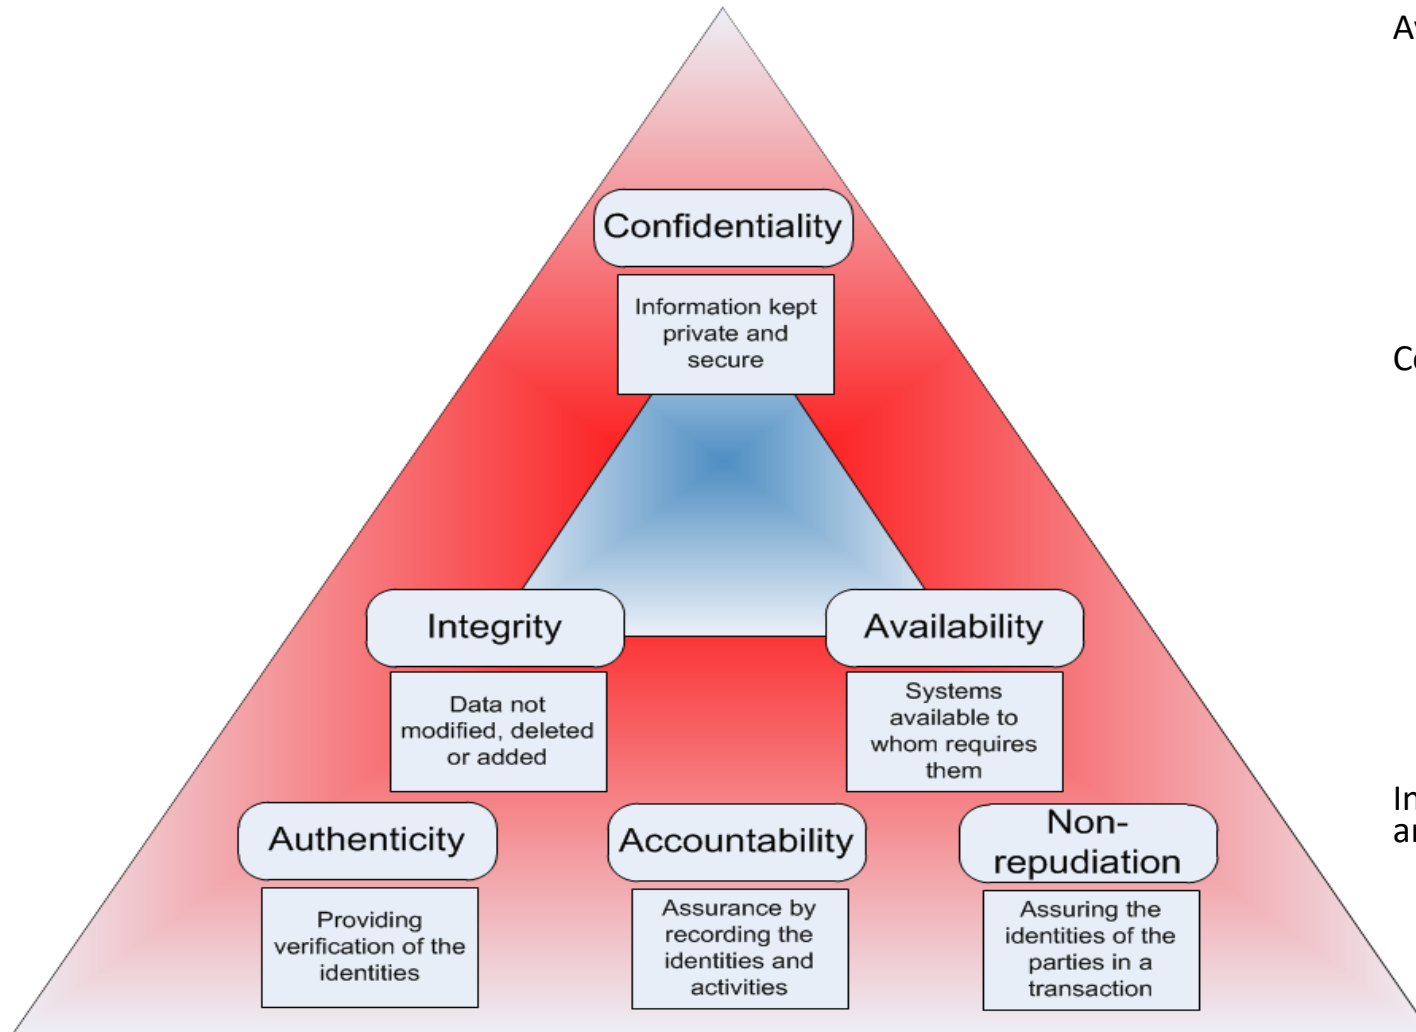 Confidentiality
Information kept
private and
secure
Integrity
Data not
modified, deleted
or added
Availability
Systems
available to
whom requires
them
Authenticity
Providing
verification of the
identities
Accountability
Assurance by
recording the
identities and
activities
Non-
repudiation
Assuring the
identities of the
parties in a
transaction